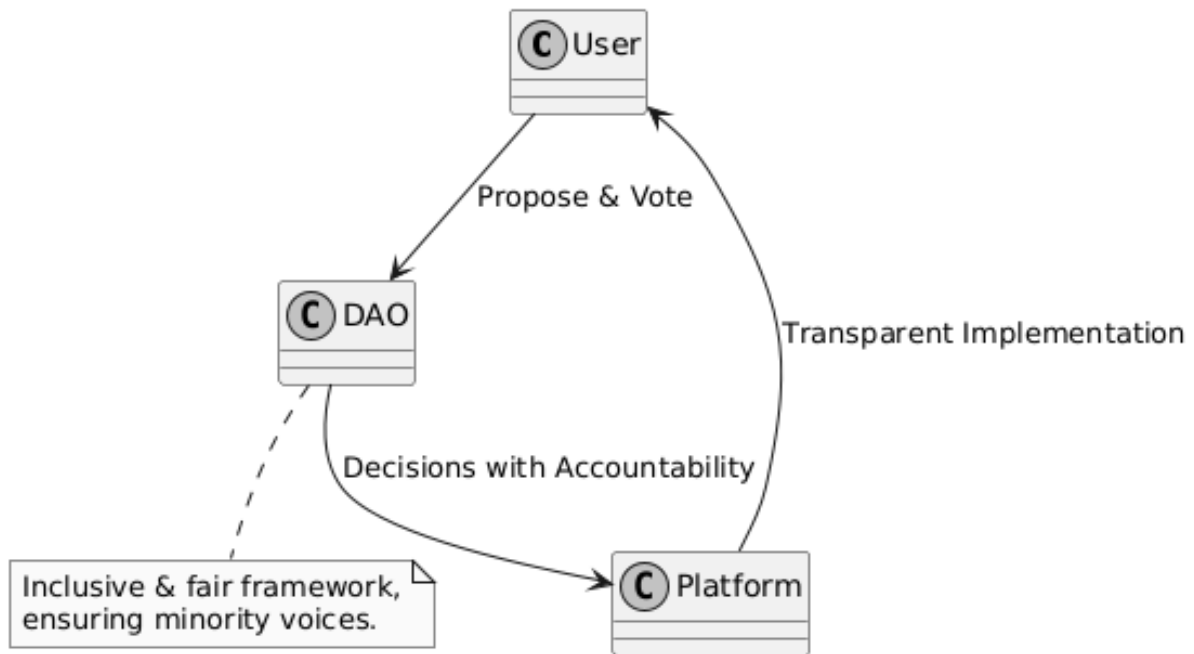 C User
Propose & Vote
C DAO
Transparent Implementation
Decisions with Accountability
Inclusive & fair framework,
ensuring minority voices.
C Platform